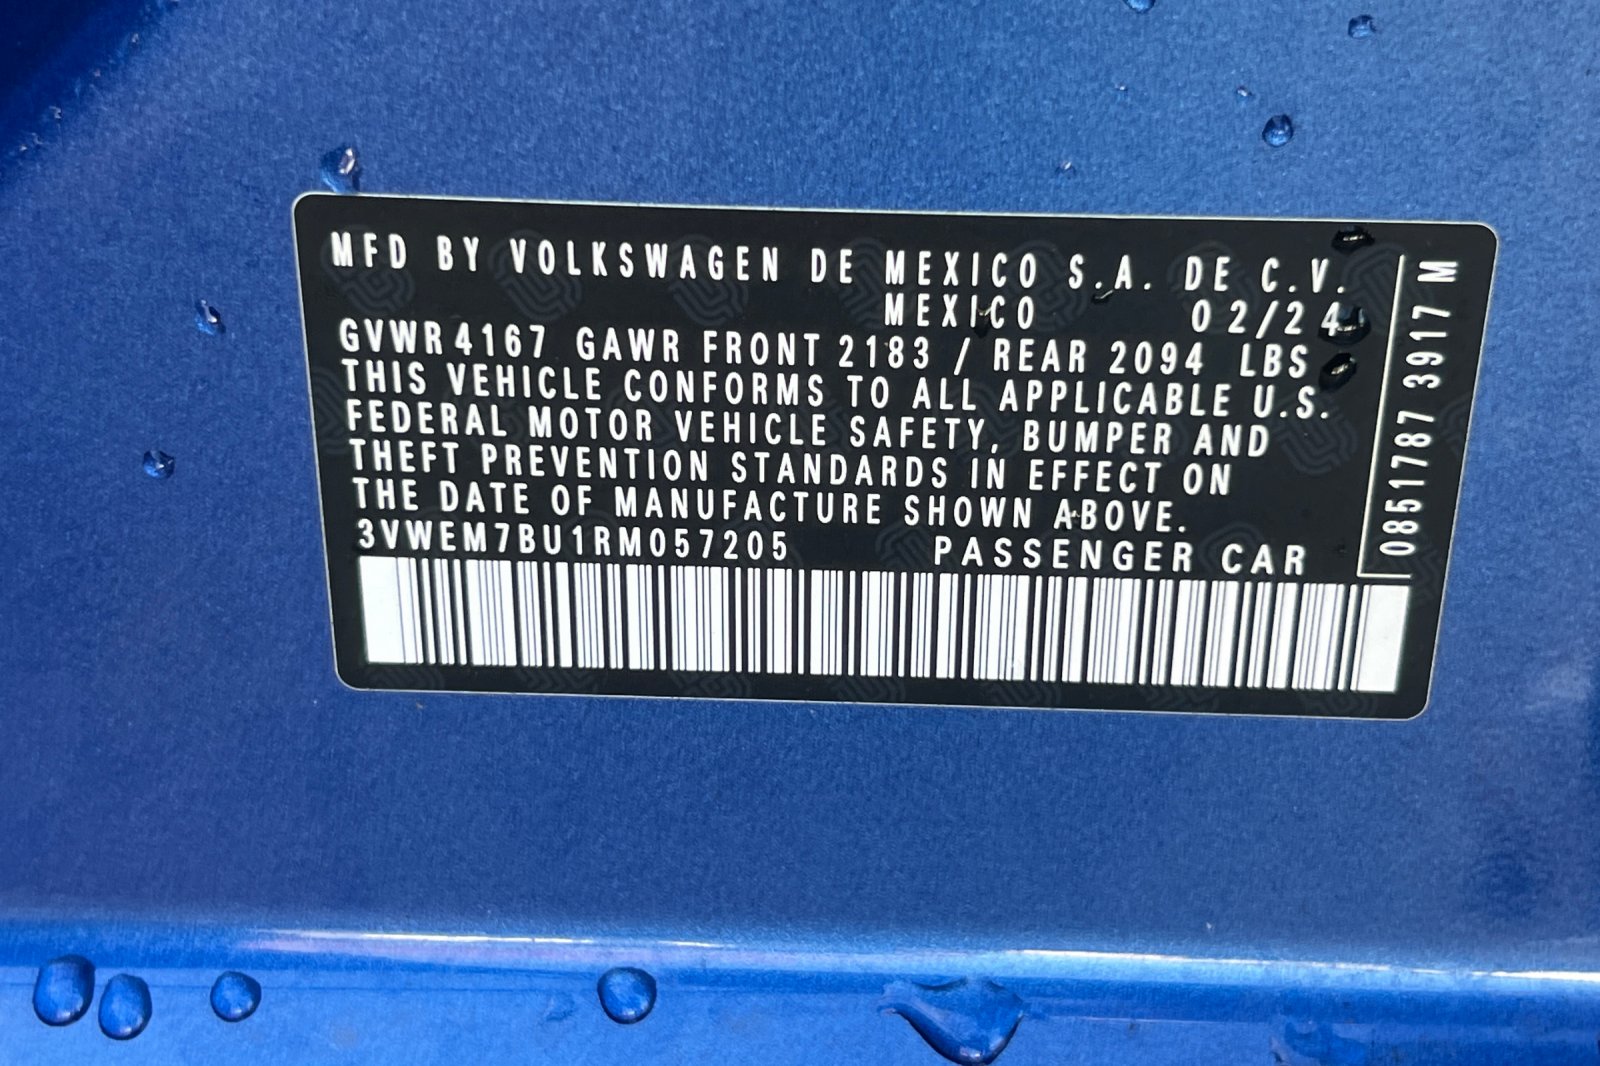 MFD BY VOLKSWAGEN DE MEXICO S.A. DE C.V.
MEXICO 02/24
GVWR 4167 GAWR FRONT 2183 / REAR 2094 LBS
THIS VEHICLE CONFORMS TO ALL APPLICABLE U.S.
FEDERAL MOTOR VEHICLE SAFETY, BUMPER AND
THEFT PREVENTION STANDARDS IN EFFECT ON
THE DATE OF MANUFACTURE SHOWN ABOVE.
3VWEM7BU1RM057205 PASSENGER CAR
0851787 3917 M